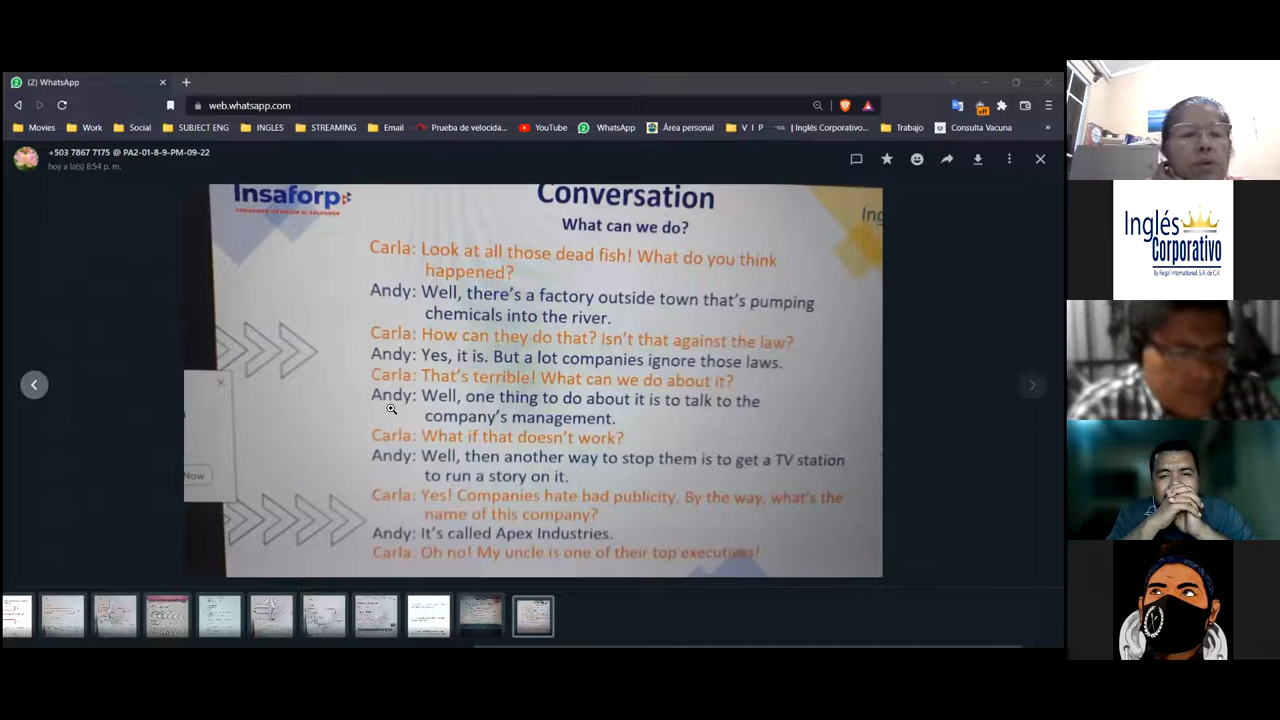 (2) WhatsApp
web.whatsapp.com
Movies Work Social SUBJECT ENG INGLES STREAMING Email Prueba de velocida... YouTube WhatsApp Área personal V I P | Inglés Corporativo... Trabajo Consulta Vacuna »
off
+503 7867 7175 @ PA2-01-8-9-PM-09-22
hoy a la(s) 8:54 p. m.
Insaforp
Conversation
Ing
What can we do?
Carla: Look at all those dead fish! What do you think
happened?
Andy: Well, there's a factory outside town that's pumping
chemicals into the river.
Carla: How can they do that? Isn't that against the law?
Andy: Yes, it is. But a lot companies ignore those laws.
Carla: That's terrible! What can we do about it?
Andy: Well, one thing to do about it is to talk to the
company's management.
Carla: What if that doesn't work?
Andy: Well, then another way to stop them is to get a TV station
to run a story on it.
Carla: Yes! Companies hate bad publicity. By the way, what's the
name of this company?
Andy: It's called Apex Industries.
Carla: Oh no! My uncle is one of their top executives!
Now
Inglés
Corporativo
By Regal International, S.A. de C.V.